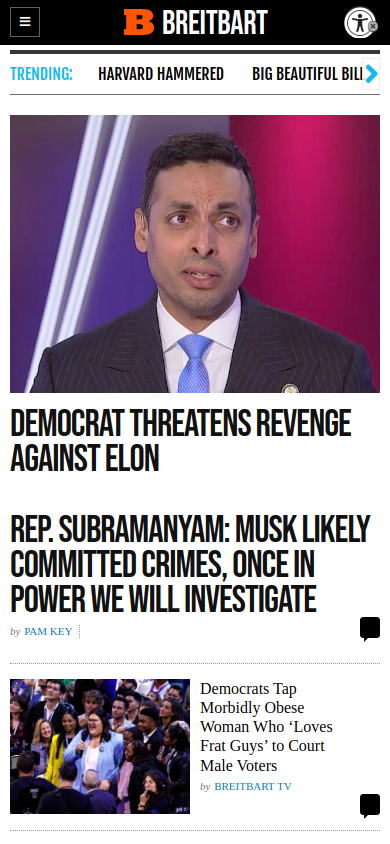 B BREITBART
TRENDING:
HARVARD HAMMERED
BIG BEAUTIFUL BILL
DEMOCRAT THREATENS REVENGE
AGAINST ELON
REP. SUBRAMANYAM: MUSK LIKELY
COMMITTED CRIMES, ONCE IN
POWER WE WILL INVESTIGATE
by PAM KEY
Democrats Tap
Morbidly Obese
Woman Who ‘Loves
Frat Guys’ to Court
Male Voters
by BREITBART TV